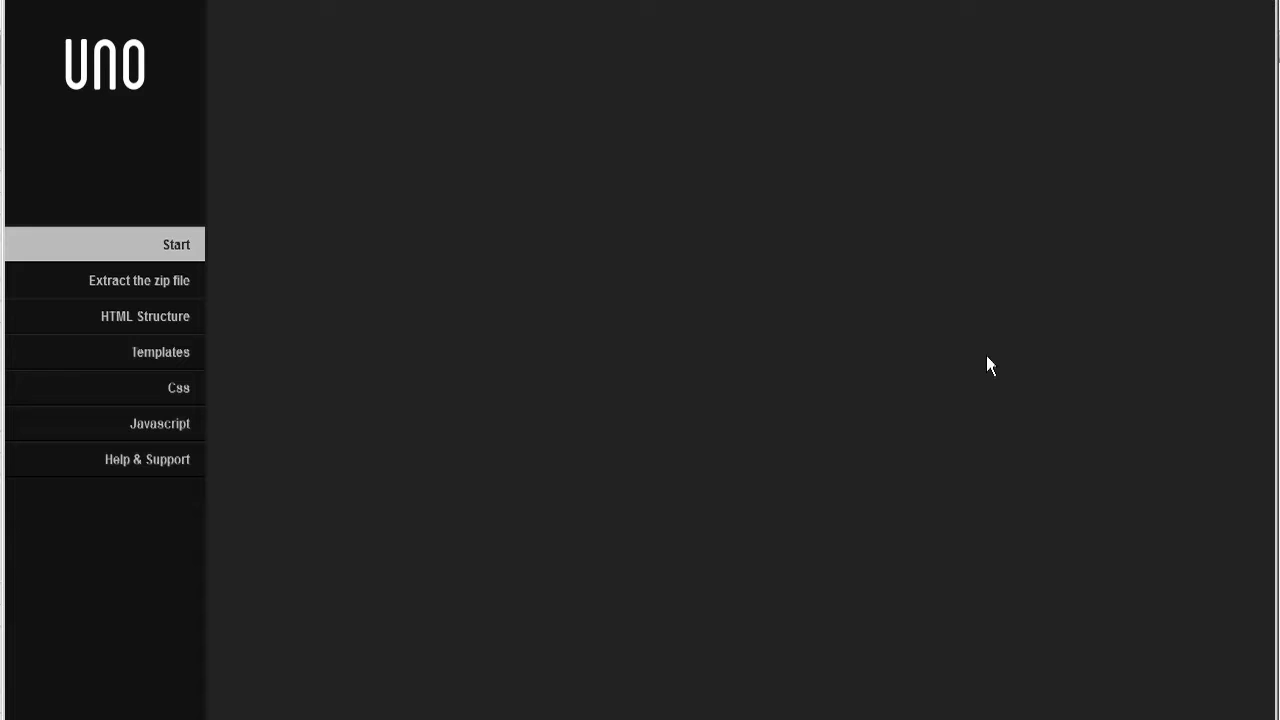 UNO
Start
Extract the zip file
HTML Structure
Templates
Css
Javascript
Help & Support